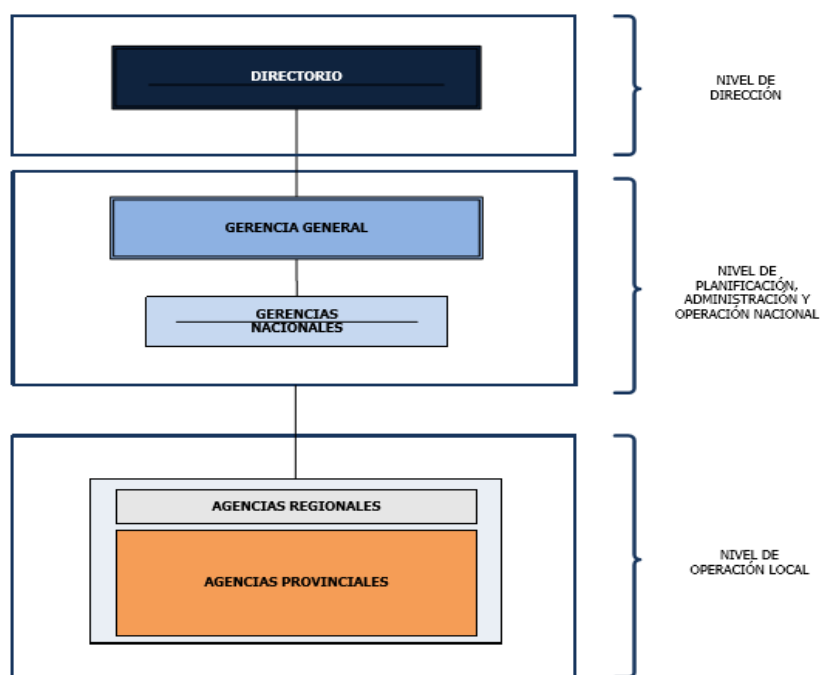 DIRECTORIO
NIVEL DE
DIRECCIÓN
GERENCIA GENERAL
GERENCIAS
NACIONALES
NIVEL DE
PLANIFICACIÓN,
ADMINISTRACIÓN Y
OPERACIÓN NACIONAL
AGENCIAS REGIONALES
AGENCIAS PROVINCIALES
NIVEL DE
OPERACIÓN LOCAL